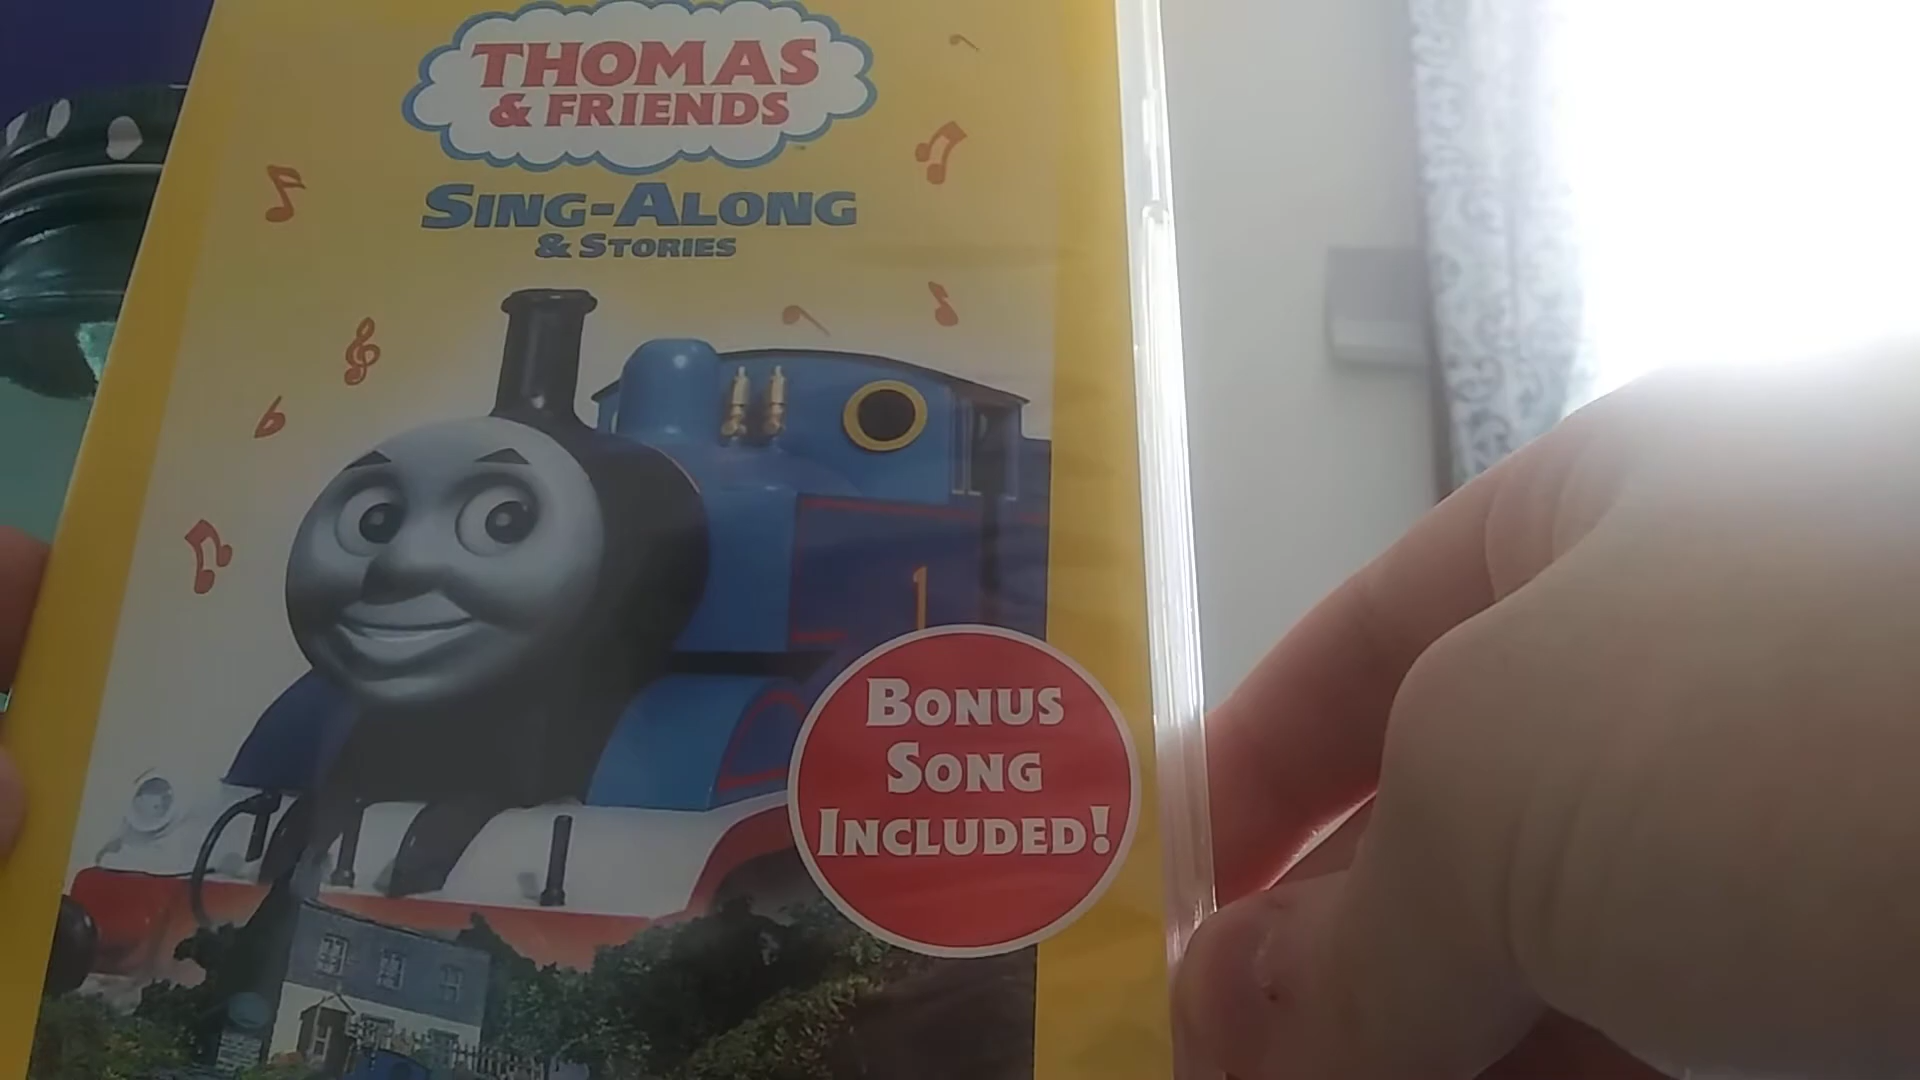 THOMAS
& FRIENDS
SING-ALONG
& STORIES
1
BONUS
SONG
INCLUDED!